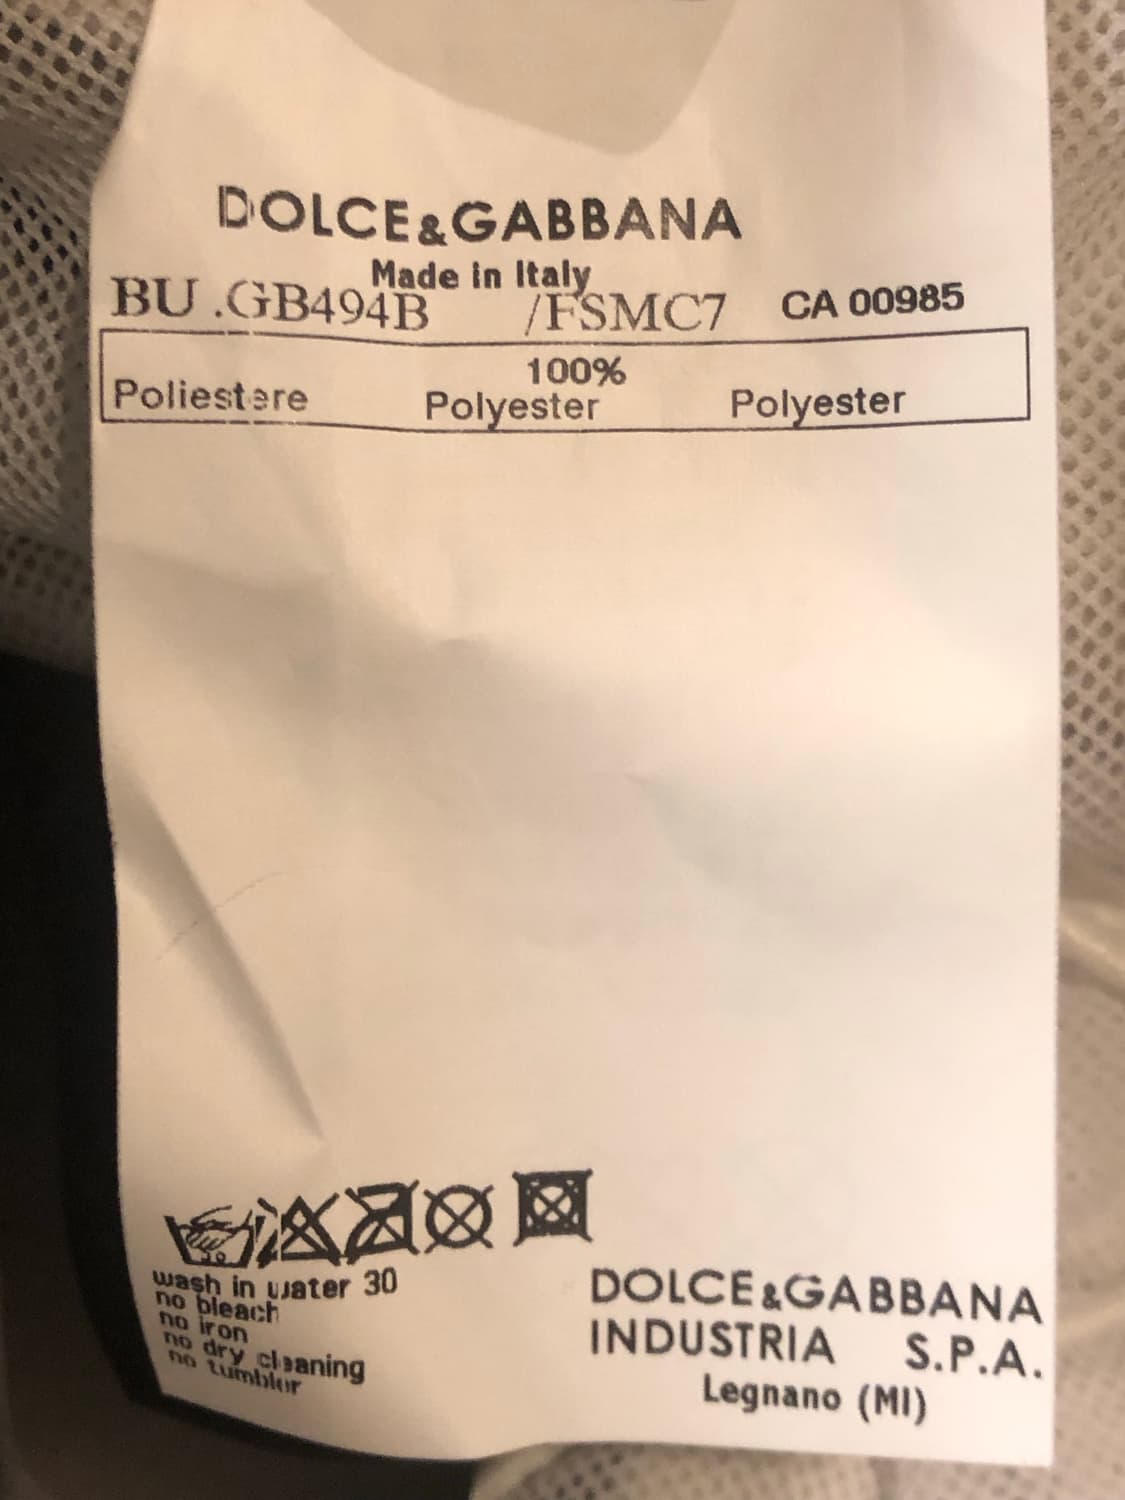 DOLCE&GABBANA
Made in Italy
BU .GB494B /FSMC7 CA 00985
100%
Poliestere Polyester Polyester
wash in water 30
no bleach
no iron
no dry cleaning
no tumbler
DOLCE&GABBANA
INDUSTRIA S.P.A.
Legnano (MI)